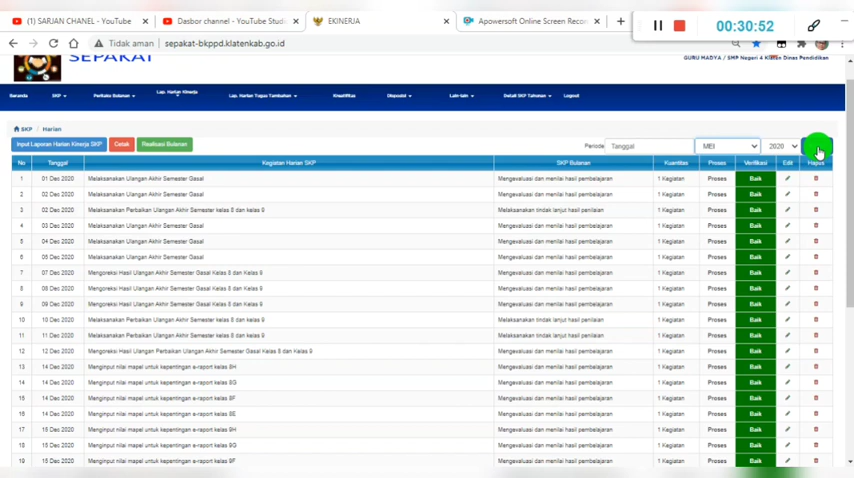 (1) SARJAN CHANEL - YouTube
Dasbor channel - YouTube Studio
EKINERJA
Apowersoft Online Screen Recor
00:30:52
Tidak aman | sepakat-bkppd.klatenkab.go.id
SEPAKAT
GURU MADYA / SMP Negeri 4 Klaten Dinas Pendidikan
Beranda SKP Perilaku Bulanan Lap. Harian Kinerja Lap. Harian Tugas Tambahan Kreatifitas Disposisi Lain-lain Detail SKP Tahunan Logout
SKP / Harian
Input Laporan Harian Kinerja SKP Cetak Realisasi Bulanan Periode Tanggal MEI 2020
No Tanggal Kegiatan Harian SKP SKP Bulanan Kuantitas Proses Verifikasi Edit Hapus
1 01 Dec 2020 Melaksanakan Ulangan Akhir Semester Gasal Mengevaluasi dan menilai hasil pembelajaran 1 Kegiatan Proses Baik
2 02 Dec 2020 Melaksanakan Ulangan Akhir Semester Gasal Mengevaluasi dan menilai hasil pembelajaran 1 Kegiatan Proses Baik
3 02 Dec 2020 Melaksanakan Perbaikan Ulangan Akhir Semester kelas 8 dan kelas 9 Melaksanakan tindak lanjut hasil penilaian 1 Kegiatan Proses Baik
4 03 Dec 2020 Melaksanakan Ulangan Akhir Semester Gasal Mengevaluasi dan menilai hasil pembelajaran 1 Kegiatan Proses Baik
5 04 Dec 2020 Melaksanakan Ulangan Akhir Semester Gasal Mengevaluasi dan menilai hasil pembelajaran 1 Kegiatan Proses Baik
6 05 Dec 2020 Melaksanakan Ulangan Akhir Semester Gasal Mengevaluasi dan menilai hasil pembelajaran 1 Kegiatan Proses Baik
7 07 Dec 2020 Mengoreksi Hasil Ulangan Akhir Semester Gasal Kelas 8 dan Kelas 9 Mengevaluasi dan menilai hasil pembelajaran 1 Kegiatan Proses Baik
8 08 Dec 2020 Mengoreksi Hasil Ulangan Akhir Semester Gasal Kelas 8 dan Kelas 9 Mengevaluasi dan menilai hasil pembelajaran 1 Kegiatan Proses Baik
9 09 Dec 2020 Mengoreksi Hasil Ulangan Akhir Semester Gasal Kelas 8 dan Kelas 9 Mengevaluasi dan menilai hasil pembelajaran 1 Kegiatan Proses Baik
10 10 Dec 2020 Melaksanakan Perbaikan Ulangan Akhir Semester kelas 8 dan kelas 9 Melaksanakan tindak lanjut hasil penilaian 1 Kegiatan Proses Baik
11 11 Dec 2020 Melaksanakan Perbaikan Ulangan Akhir Semester kelas 8 dan kelas 9 Melaksanakan tindak lanjut hasil penilaian 1 Kegiatan Proses Baik
12 12 Dec 2020 Mengoreksi Hasil Ulangan Perbaikan Ulangan Akhir Semester Gasal Kelas 8 dan Kelas 9 Mengevaluasi dan menilai hasil pembelajaran 1 Kegiatan Proses Baik
13 14 Dec 2020 Menginput nilai mapel untuk kepentingan e-raport kelas 8H Mengevaluasi dan menilai hasil pembelajaran 1 Kegiatan Proses Baik
14 14 Dec 2020 Menginput nilai mapel untuk kepentingan e-raport kelas 8G Mengevaluasi dan menilai hasil pembelajaran 1 Kegiatan Proses Baik
15 14 Dec 2020 Menginput nilai mapel untuk kepentingan e-raport kelas 8F Mengevaluasi dan menilai hasil pembelajaran 1 Kegiatan Proses Baik
16 14 Dec 2020 Menginput nilai mapel untuk kepentingan e-raport kelas 8E Mengevaluasi dan menilai hasil pembelajaran 1 Kegiatan Proses Baik
17 15 Dec 2020 Menginput nilai mapel untuk kepentingan e-raport kelas 9H Mengevaluasi dan menilai hasil pembelajaran 1 Kegiatan Proses Baik
18 15 Dec 2020 Menginput nilai mapel untuk kepentingan e-raport kelas 9G Mengevaluasi dan menilai hasil pembelajaran 1 Kegiatan Proses Baik
19 15 Dec 2020 Menginput nilai mapel untuk kepentingan e-raport kelas 9F Mengevaluasi dan menilai hasil pembelajaran 1 Kegiatan Proses Baik